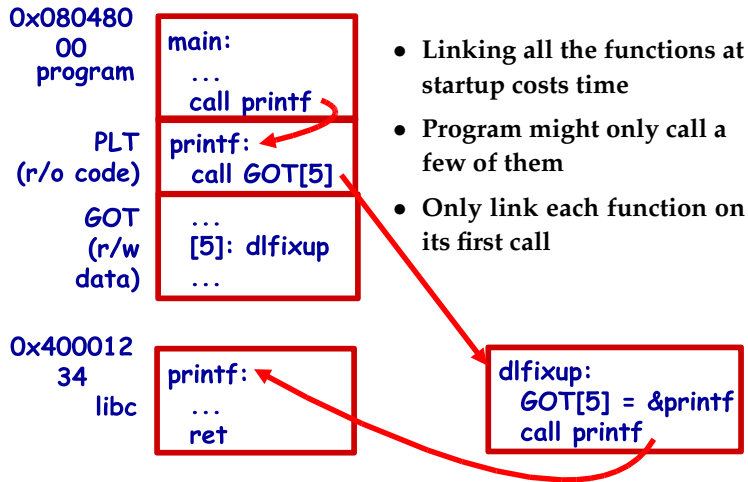 0x080480
00
program
main:
...
call printf
PLT
(r/o code)
printf:
call GOT[5]
GOT
(r/w
data)
...
[5]: dlfixup
...
• Linking all the functions at
startup costs time
• Program might only call a
few of them
• Only link each function on
its first call
0x400012
34
libc
printf:
...
ret
dlfixup:
GOT[5] = &printf
call printf